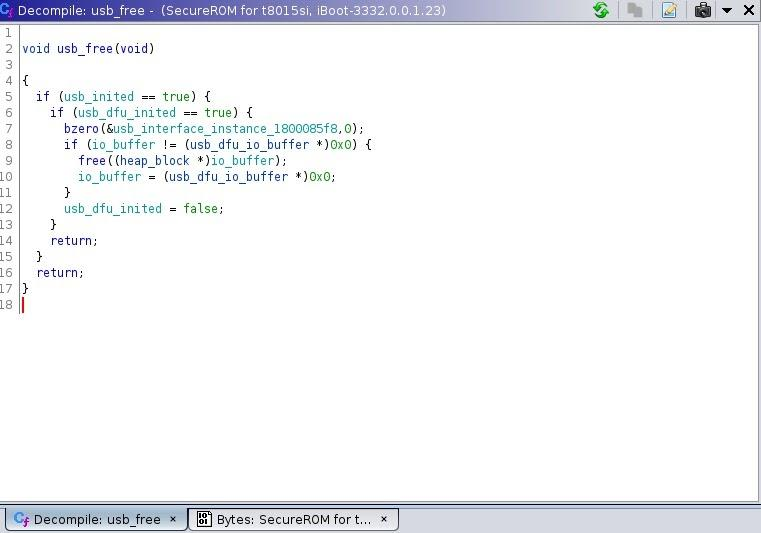 Decompile: usb_free - (SecureROM for t8015si, iBoot-3332.0.0.1.23)
1
2 void usb_free(void)
3
4 {
5   if (usb_inited == true) {
6     if (usb_dfu_inited == true) {
7       bzero(&usb_interface_instance_1800085f8,0);
8       if (io_buffer != (usb_dfu_io_buffer *)0x0) {
9         free((heap_block *)io_buffer);
10         io_buffer = (usb_dfu_io_buffer *)0x0;
11       }
12       usb_dfu_inited = false;
13     }
14     return;
15   }
16   return;
17 }
18
Decompile: usb_free × Bytes: SecureROM for t... ×